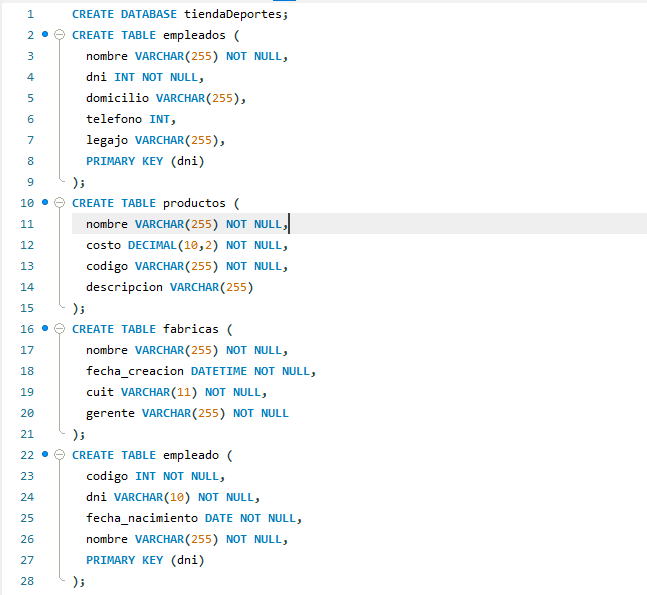 1 CREATE DATABASE tiendaDeportes;
2 CREATE TABLE empleados (
3 nombre VARCHAR(255) NOT NULL,
4 dni INT NOT NULL,
5 domicilio VARCHAR(255),
6 telefono INT,
7 legajo VARCHAR(255),
8 PRIMARY KEY (dni)
9 );
10 CREATE TABLE productos (
11 nombre VARCHAR(255) NOT NULL,
12 costo DECIMAL(10,2) NOT NULL,
13 codigo VARCHAR(255) NOT NULL,
14 descripcion VARCHAR(255)
15 );
16 CREATE TABLE fabricas (
17 nombre VARCHAR(255) NOT NULL,
18 fecha_creacion DATETIME NOT NULL,
19 cuit VARCHAR(11) NOT NULL,
20 gerente VARCHAR(255) NOT NULL
21 );
22 CREATE TABLE empleado (
23 codigo INT NOT NULL,
24 dni VARCHAR(10) NOT NULL,
25 fecha_nacimiento DATE NOT NULL,
26 nombre VARCHAR(255) NOT NULL,
27 PRIMARY KEY (dni)
28 );